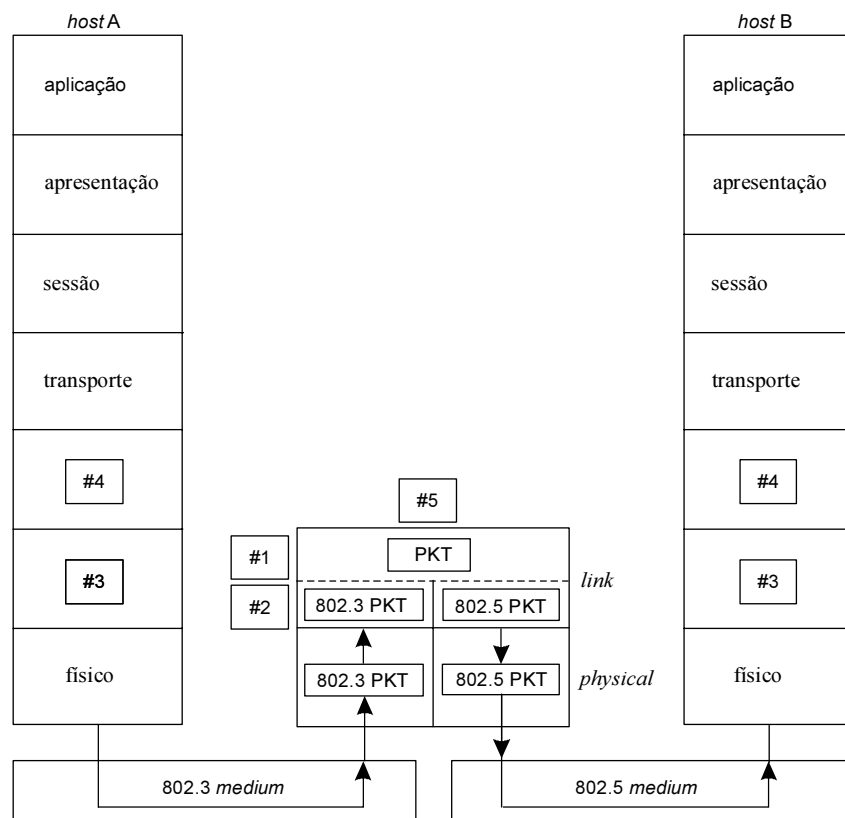 host A
host B
aplicação
aplicação
apresentação
apresentação
sessão
sessão
transporte
transporte
#4
#4
#5
#1
PKT
link
#3
#3
#2
802.3 PKT
802.5 PKT
físico
802.3 PKT
802.5 PKT
physical
físico
802.3 medium
802.5 medium